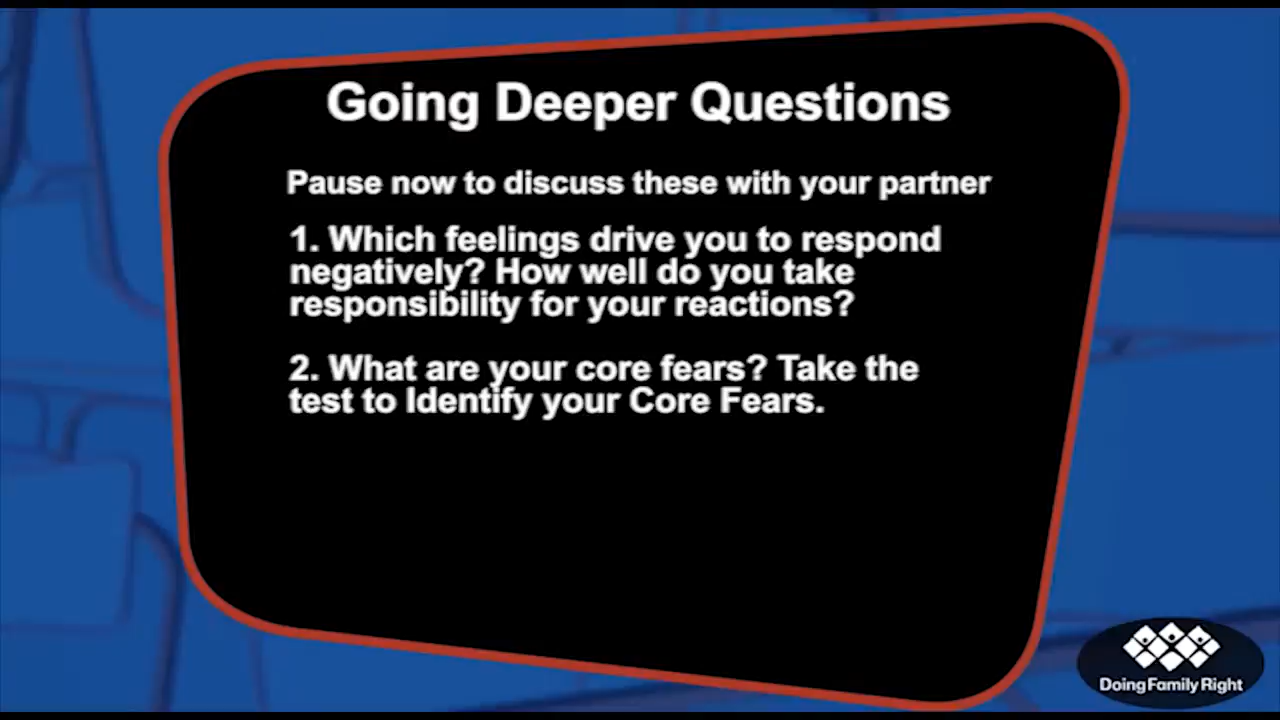 Going Deeper Questions
Pause now to discuss these with your partner
1. Which feelings drive you to respond
negatively? How well do you take
responsibility for your reactions?
2. What are your core fears? Take the
test to Identify your Core Fears.
Doing Family Right